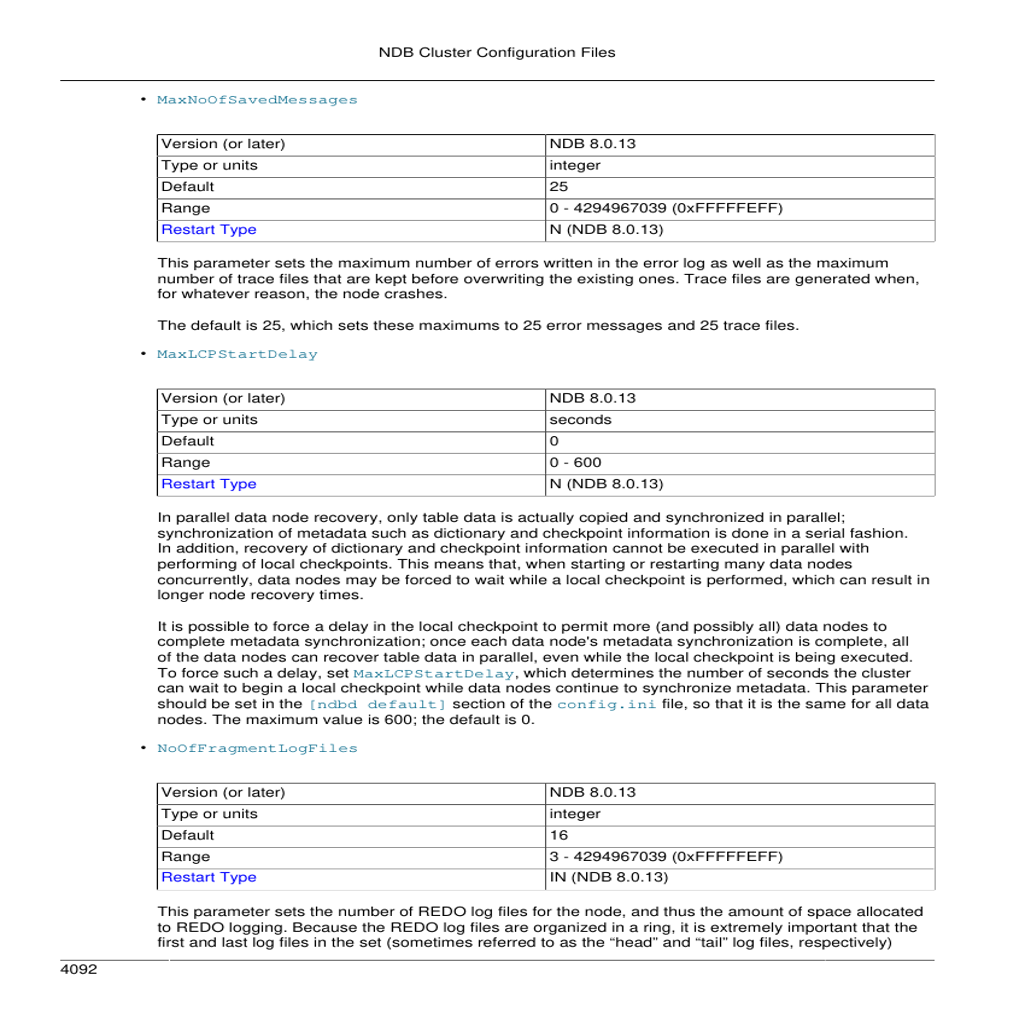 NDB Cluster Configuration Files
• MaxNoOfSavedMessages
Version (or later) NDB 8.0.13
Type or units integer
Default 25
Range 0 - 4294967039 (0xFFFFFEFF)
Restart Type N (NDB 8.0.13)
This parameter sets the maximum number of errors written in the error log as well as the maximum
number of trace files that are kept before overwriting the existing ones. Trace files are generated when,
for whatever reason, the node crashes.
The default is 25, which sets these maximums to 25 error messages and 25 trace files.
• MaxLCPStartDelay
Version (or later) NDB 8.0.13
Type or units seconds
Default 0
Range 0 - 600
Restart Type N (NDB 8.0.13)
In parallel data node recovery, only table data is actually copied and synchronized in parallel;
synchronization of metadata such as dictionary and checkpoint information is done in a serial fashion.
In addition, recovery of dictionary and checkpoint information cannot be executed in parallel with
performing of local checkpoints. This means that, when starting or restarting many data nodes
concurrently, data nodes may be forced to wait while a local checkpoint is performed, which can result in
longer node recovery times.
It is possible to force a delay in the local checkpoint to permit more (and possibly all) data nodes to
complete metadata synchronization; once each data node's metadata synchronization is complete, all
of the data nodes can recover table data in parallel, even while the local checkpoint is being executed.
To force such a delay, set MaxLCPStartDelay, which determines the number of seconds the cluster
can wait to begin a local checkpoint while data nodes continue to synchronize metadata. This parameter
should be set in the [ndbd default] section of the config.ini file, so that it is the same for all data
nodes. The maximum value is 600; the default is 0.
• NoOfFragmentLogFiles
Version (or later) NDB 8.0.13
Type or units integer
Default 16
Range 3 - 4294967039 (0xFFFFFEFF)
Restart Type IN (NDB 8.0.13)
This parameter sets the number of REDO log files for the node, and thus the amount of space allocated
to REDO logging. Because the REDO log files are organized in a ring, it is extremely important that the
first and last log files in the set (sometimes referred to as the “head” and “tail” log files, respectively)
4092